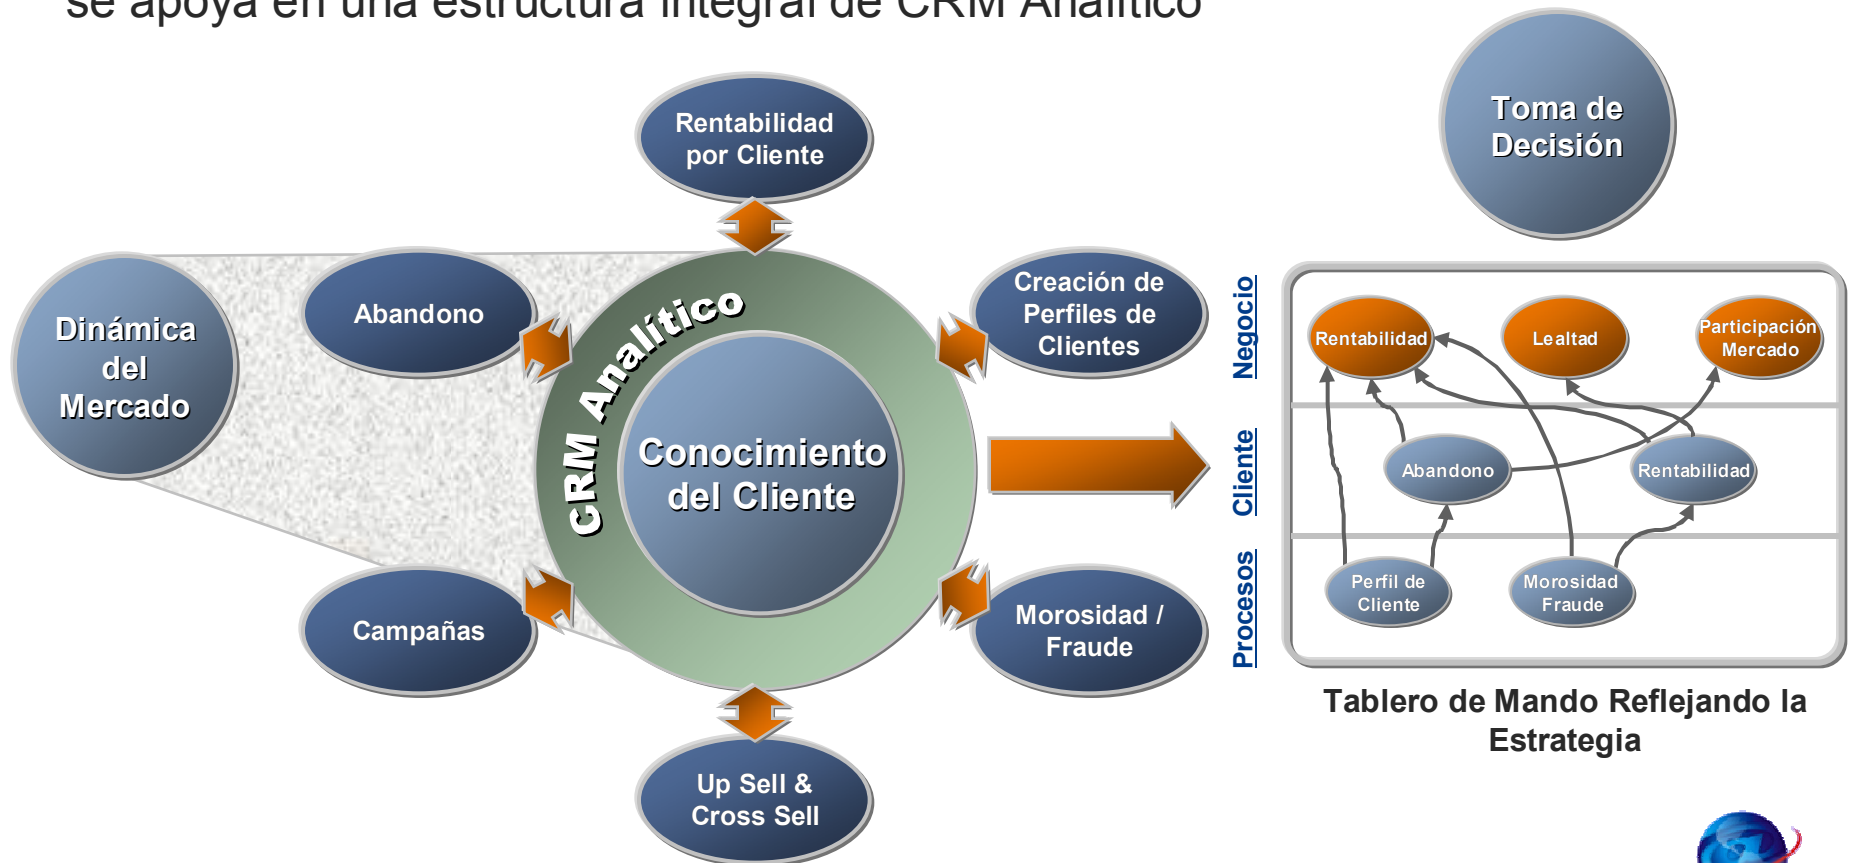 se apoya en una estructura integral de CRM Analítico
Rentabilidad
por Cliente
Toma de
Decisión
Abandono
Creación de
Perfiles de
Clientes
Dinámica
del
Mercado
CRM Analítico
Conocimiento
del Cliente
Campañas
Morosidad /
Fraude
Up Sell &
Cross Sell
Negocio
Rentabilidad
Lealtad
Participación
Mercado
Cliente
Abandono
Rentabilidad
Procesos
Perfil de
Cliente
Morosidad
Fraude
Tablero de Mando Reflejando la
Estrategia